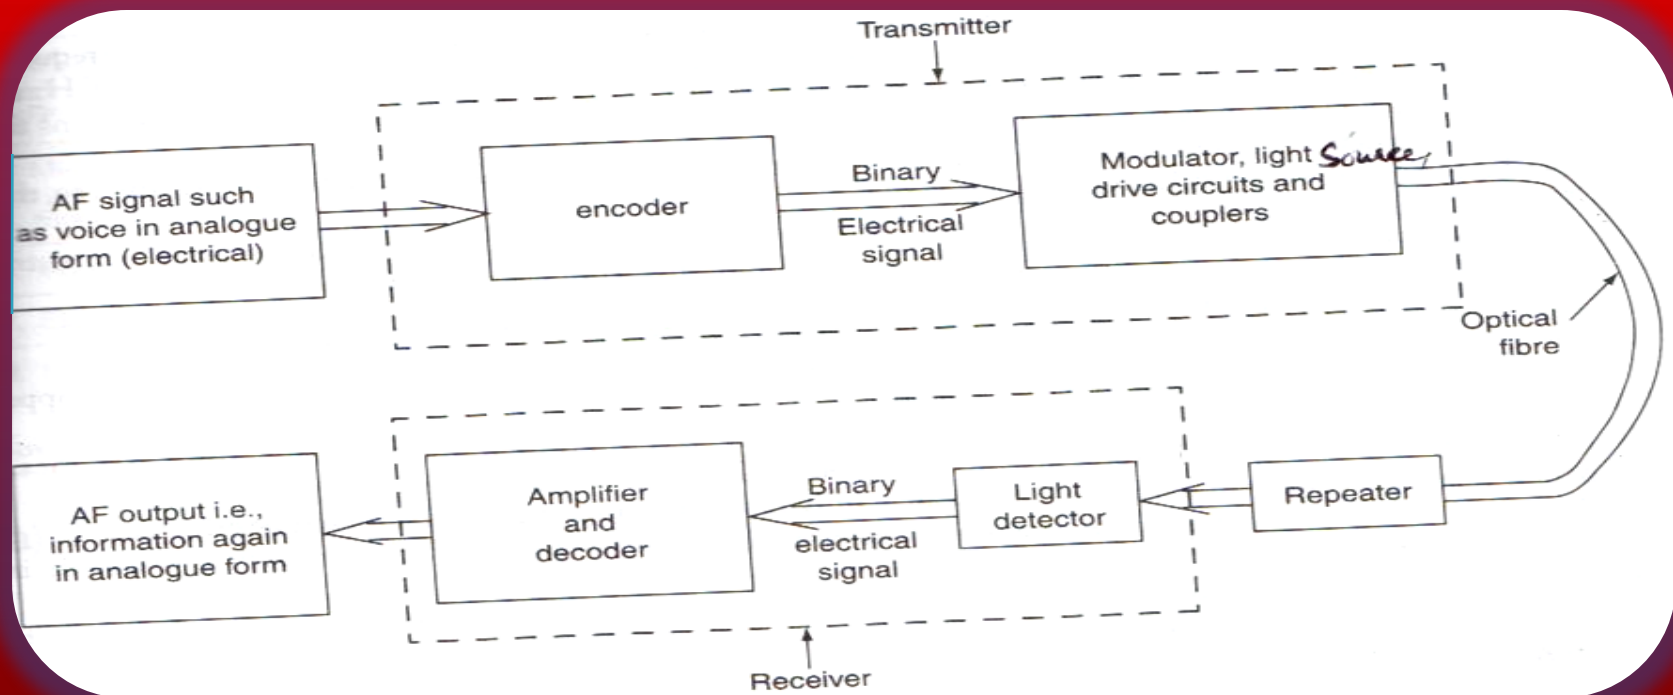 Transmitter
AF signal such
as voice in analogue
form (electrical)
encoder
Binary
Electrical
signal
Modulator, light Source,
drive circuits and
couplers
Optical
fibre
Repeater
Light
detector
Binary
electrical
signal
Amplifier
and
decoder
AF output i.e.,
information again
in analogue form
Receiver